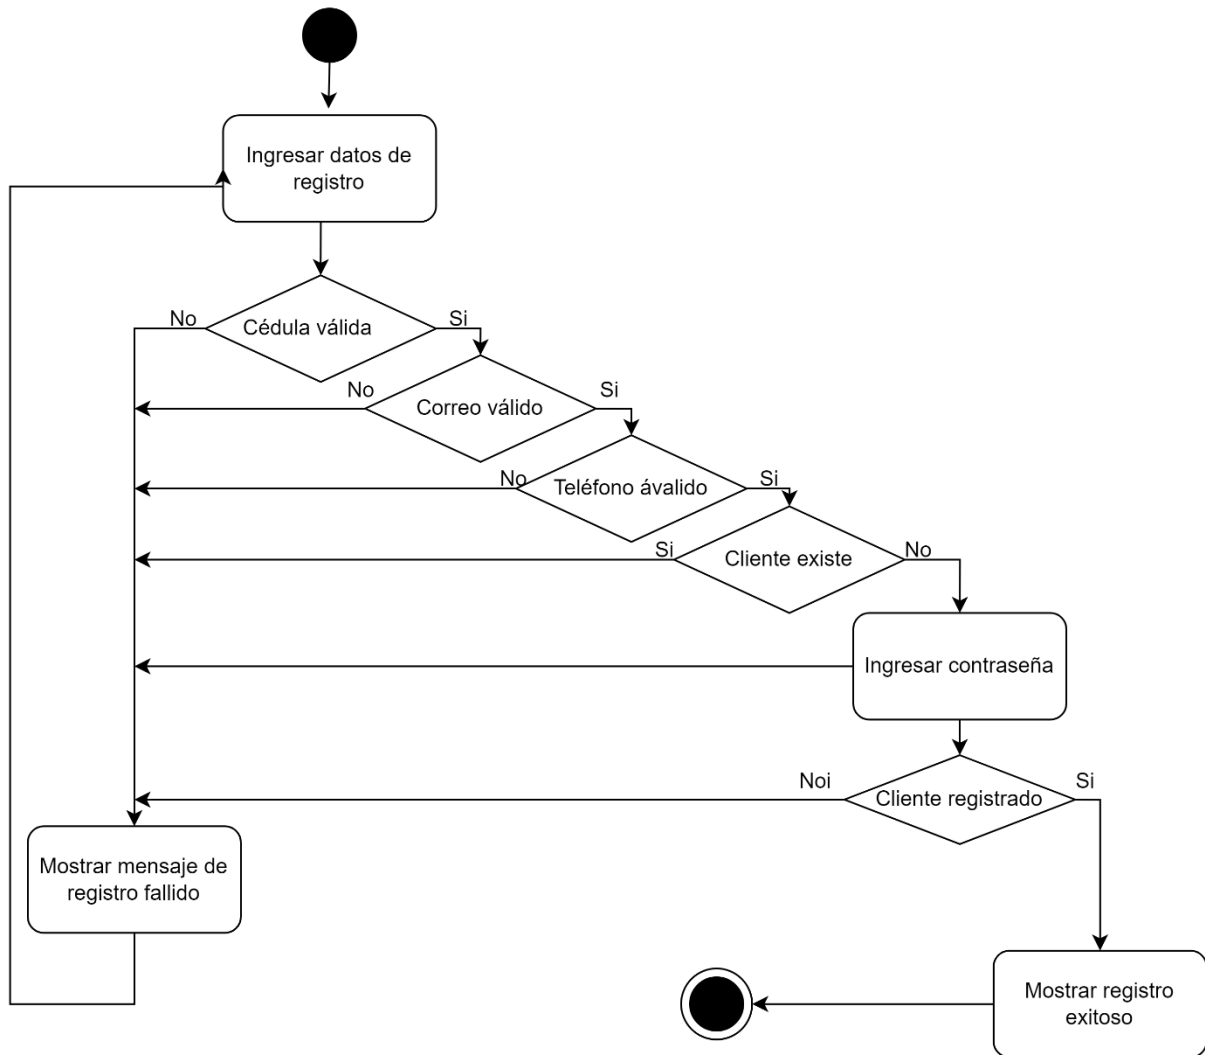 Ingresar datos de
registro
No
Cédula válida
Si
No
Correo válido
Si
No
Teléfono ávalido
Si
Si
Cliente existe
No
Ingresar contraseña
Noi
Cliente registrado
Si
Mostrar mensaje de
registro fallido
Mostrar registro
exitoso